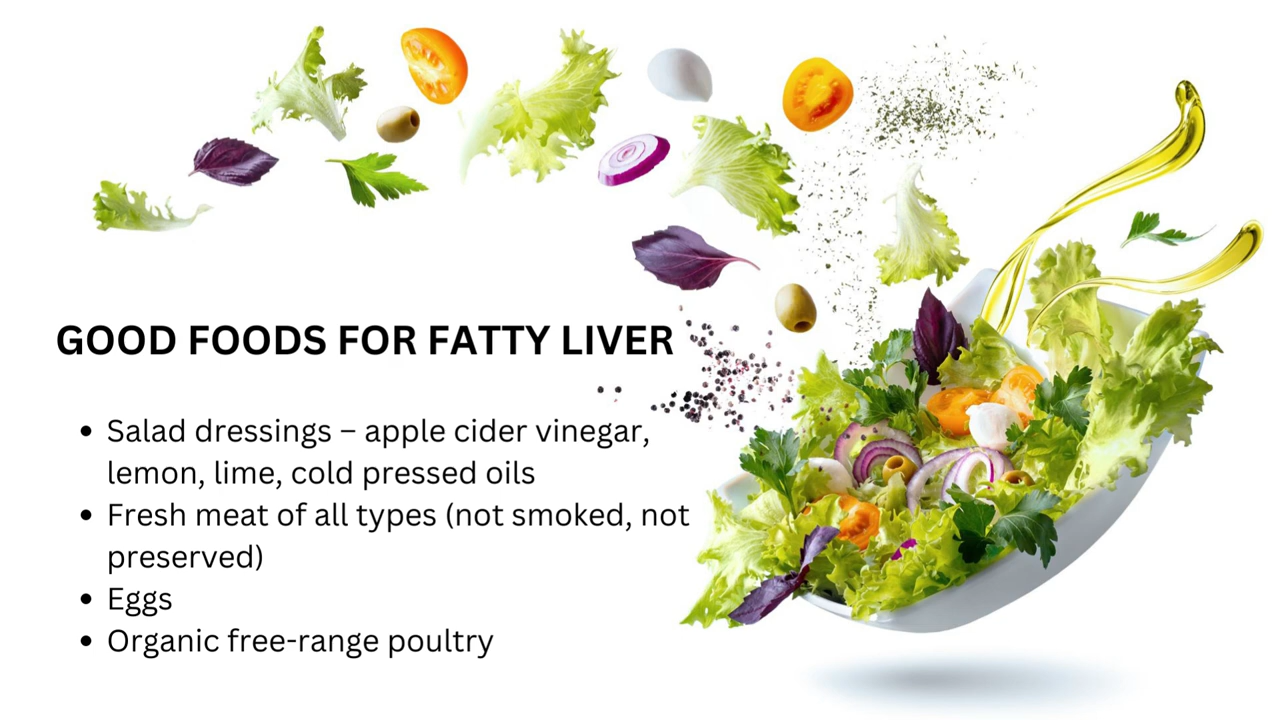 GOOD FOODS FOR FATTY LIVER
• Salad dressings – apple cider vinegar,
lemon, lime, cold pressed oils
• Fresh meat of all types (not smoked, not
preserved)
• Eggs
• Organic free-range poultry